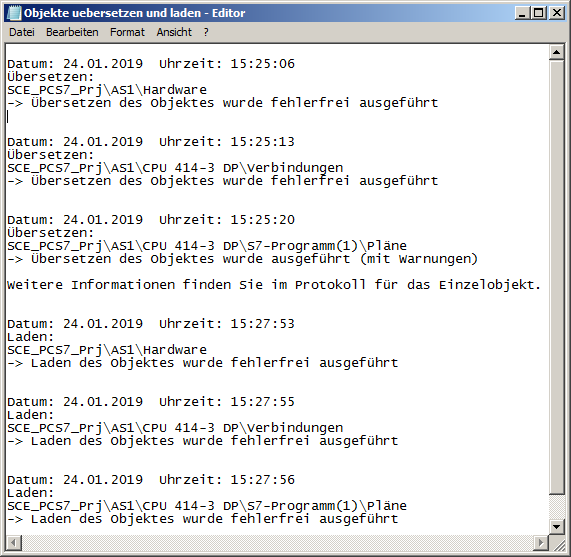 Objekte uebersetzen und laden - Editor
Datei Bearbeiten Format Ansicht ?
Datum: 24.01.2019  Uhrzeit: 15:25:06
Übersetzen:
SCE_PCS7_Prj\AS1\Hardware
-> Übersetzen des Objektes wurde fehlerfrei ausgeführt
Datum: 24.01.2019  Uhrzeit: 15:25:13
Übersetzen:
SCE_PCS7_Prj\AS1\CPU 414-3 DP\Verbindungen
-> Übersetzen des Objektes wurde fehlerfrei ausgeführt
Datum: 24.01.2019  Uhrzeit: 15:25:20
Übersetzen:
SCE_PCS7_Prj\AS1\CPU 414-3 DP\S7-Programm(1)\Pläne
-> Übersetzen des Objektes wurde ausgeführt (mit Warnungen)
Weitere Informationen finden Sie im Protokoll für das Einzelobjekt.
Datum: 24.01.2019  Uhrzeit: 15:27:53
Laden:
SCE_PCS7_Prj\AS1\Hardware
-> Laden des Objektes wurde fehlerfrei ausgeführt
Datum: 24.01.2019  Uhrzeit: 15:27:55
Laden:
SCE_PCS7_Prj\AS1\CPU 414-3 DP\Verbindungen
-> Laden des Objektes wurde fehlerfrei ausgeführt
Datum: 24.01.2019  Uhrzeit: 15:27:56
Laden:
SCE_PCS7_Prj\AS1\CPU 414-3 DP\S7-Programm(1)\Pläne
-> Laden des Objektes wurde fehlerfrei ausgeführt